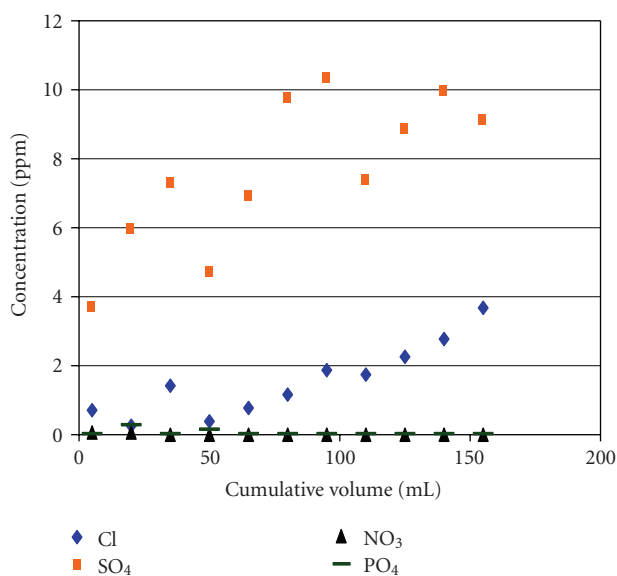 12
10
8
6
4
2
0
Concentration (ppm)
0 50 100 150 200
Cumulative volume (mL)
Cl NO₃
SO₄ PO₄